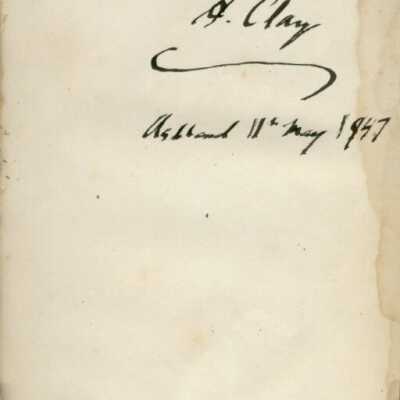 H. Clay
Ashland 11th May 1847